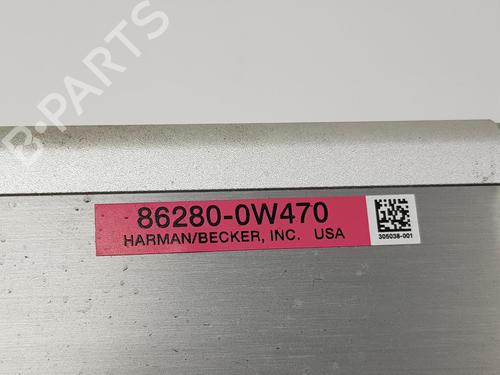 B-PARTS
86280-0W470
HARMAN/BECKER, INC. USA
305038-001